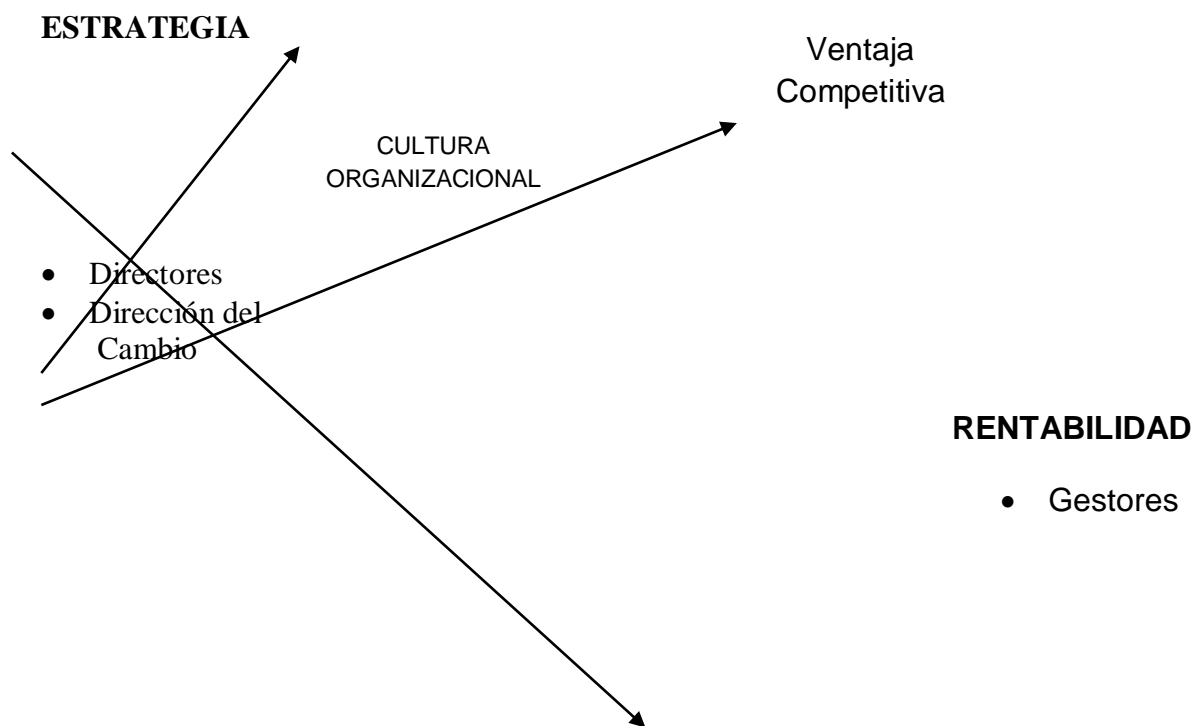 ESTRATEGIA
Ventaja
Competitiva
CULTURA
ORGANIZACIONAL
• Directores
• Dirección del
Cambio
RENTABILIDAD
• Gestores